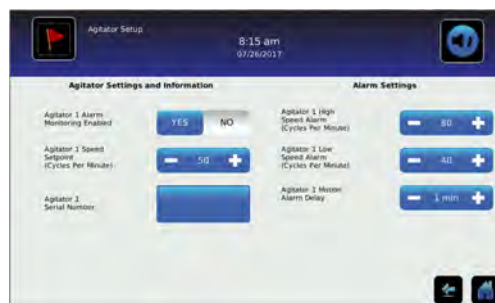 Agitator Setup
8:15 am
07/26/2017
Agitator Settings and Information
Alarm Settings
Agitator 1 Alarm
Monitoring Enabled
YES
NO
Agitator 1 High
Speed Alarm
(Cycles Per Minute)
80
Agitator 1 Speed
Setpoint
(Cycles Per Minute)
50
Agitator 1 Low
Speed Alarm
(Cycles Per Minute)
40
Agitator 1
Serial Number
Agitator 1 Motion
Alarm Delay
1 min